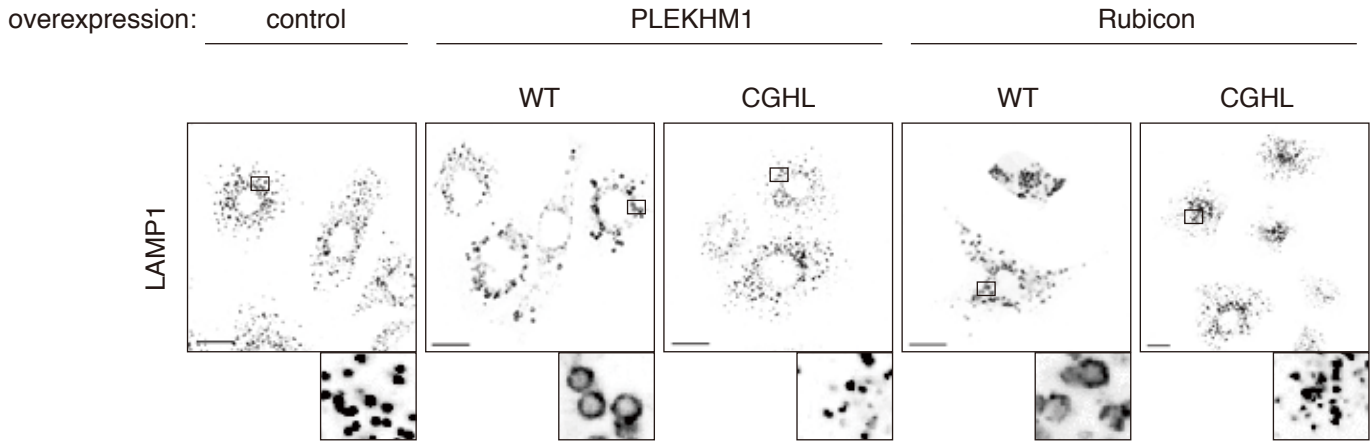 overexpression: control PLEKHM1 Rubicon
WT CGHL WT CGHL
LAMP1